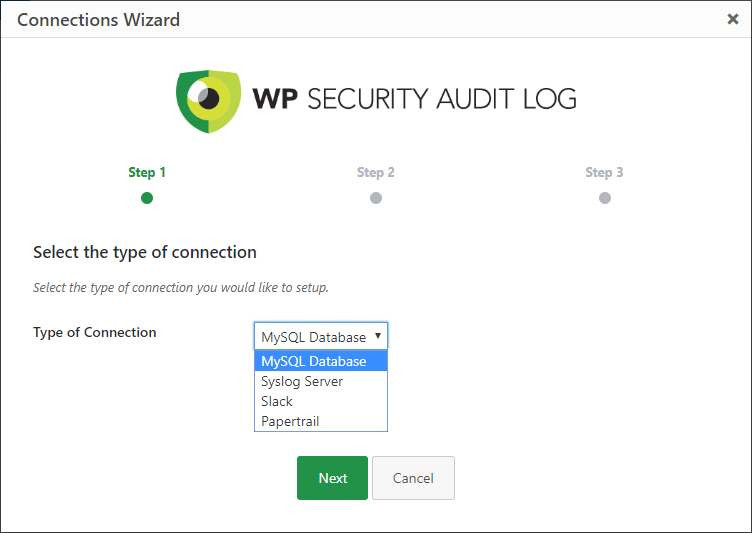 Connections Wizard
WP SECURITY AUDIT LOG
Step 1 Step 2 Step 3
Select the type of connection
Select the type of connection you would like to setup.
Type of Connection MySQL Database
MySQL Database
Syslog Server
Slack
Papertrail
Next Cancel